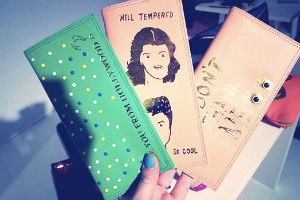 YOU FROM HOLLYWOOD
WELL TEMPERED
SO COOL
DON'T